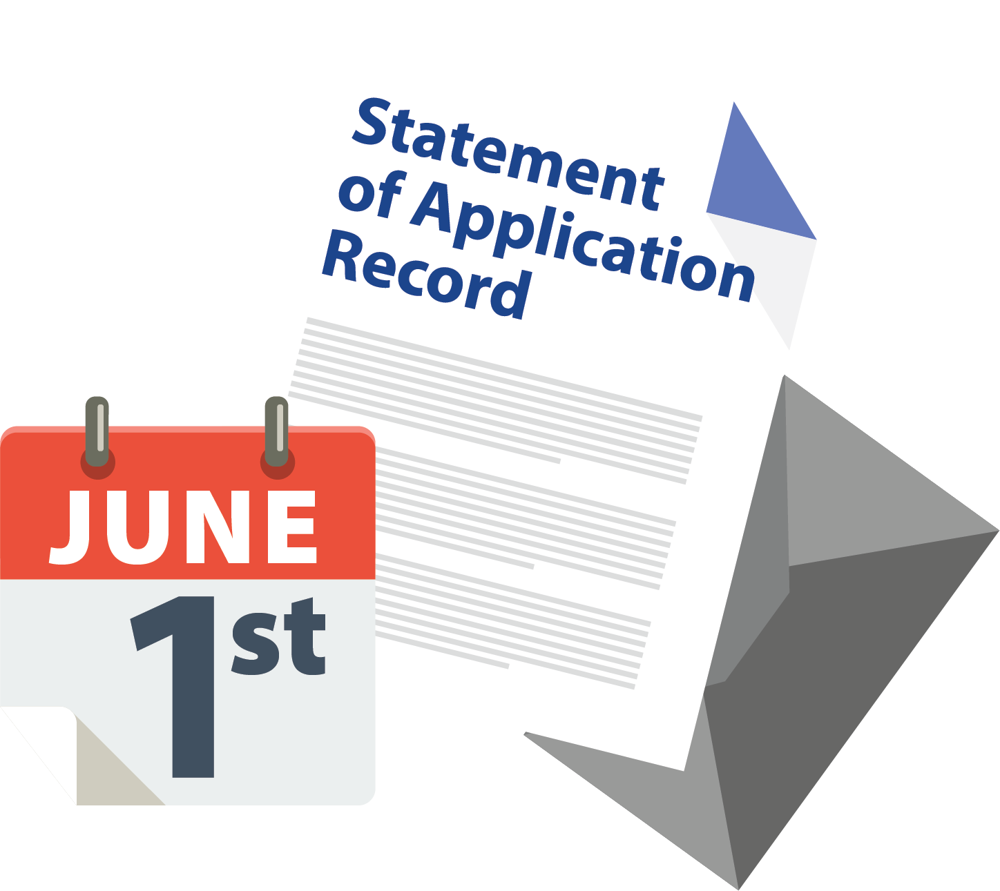 Statement
of Application
Record
JUNE
1st